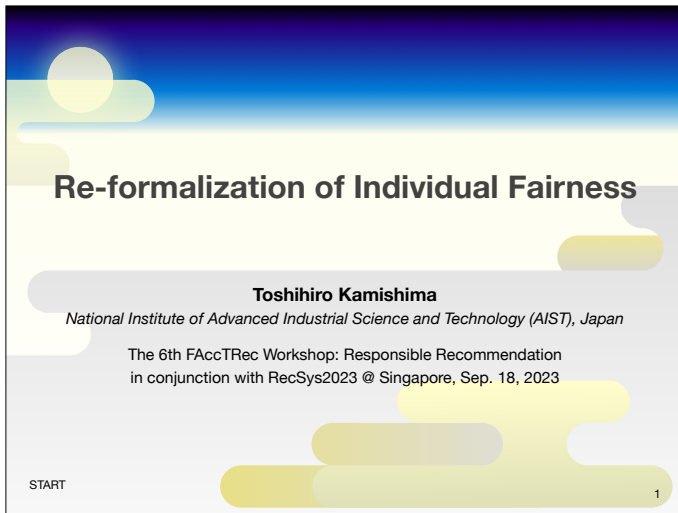 Re-formalization of Individual Fairness
Toshihiro Kamishima
National Institute of Advanced Industrial Science and Technology (AIST), Japan
The 6th FAccTRec Workshop: Responsible Recommendation
in conjunction with RecSys2023 @ Singapore, Sep. 18, 2023
START
1